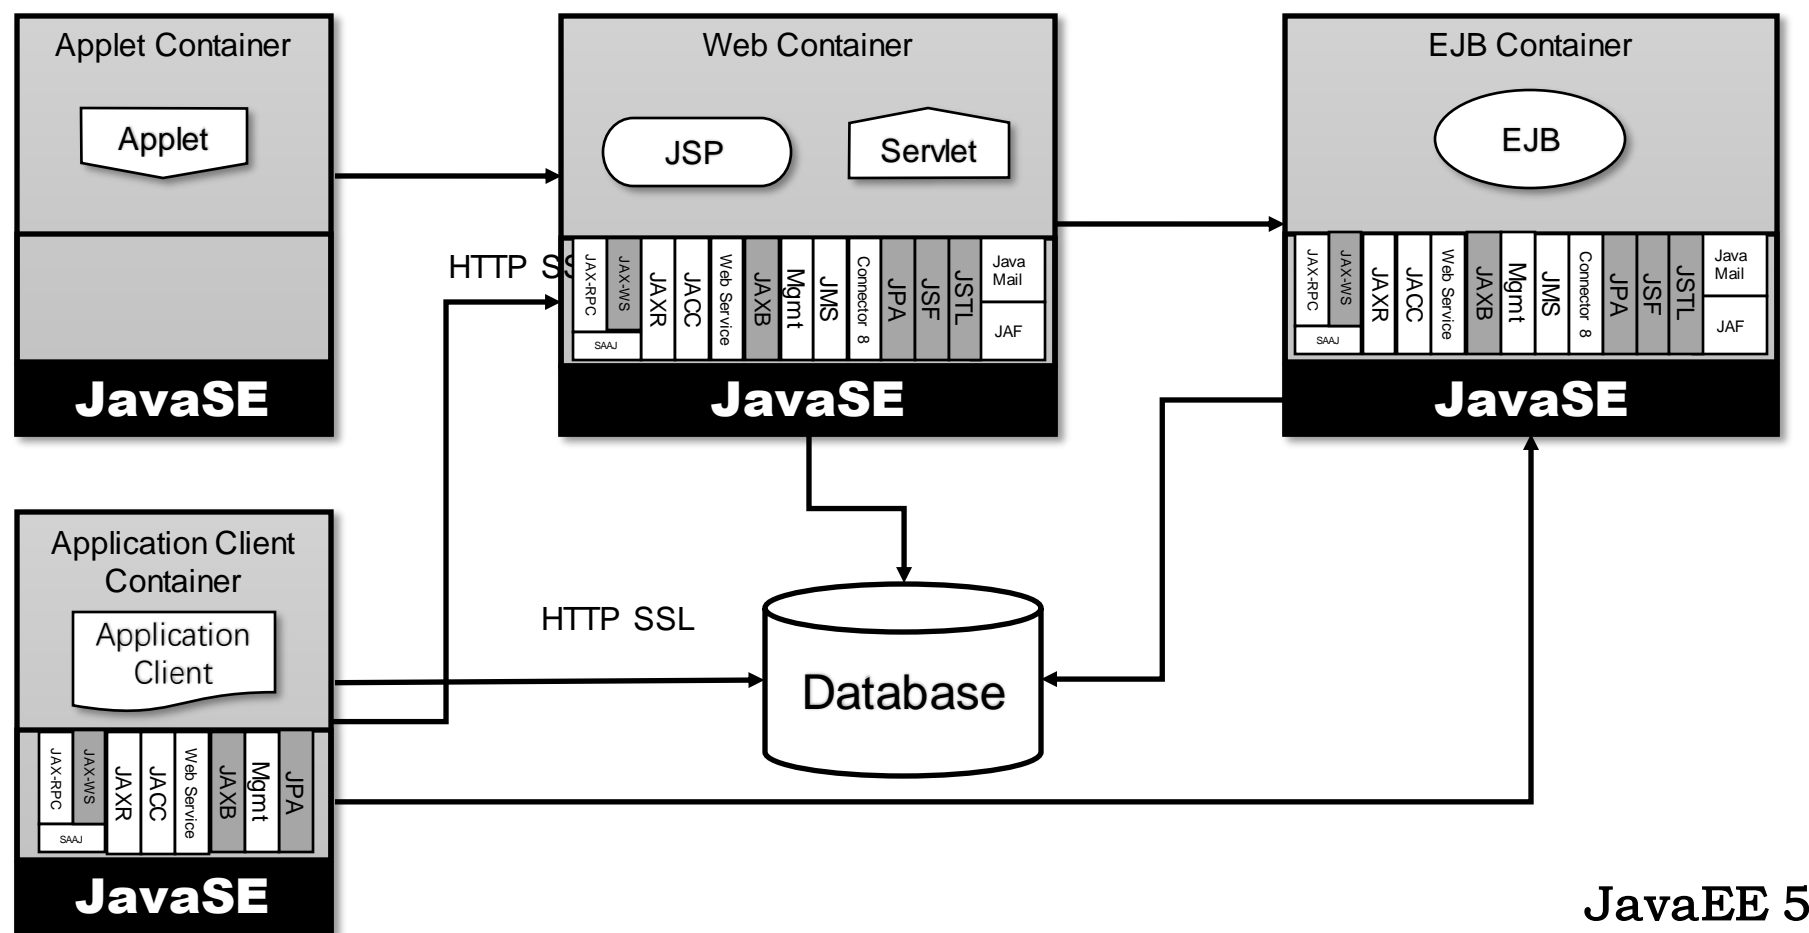 Applet Container
Applet
JavaSE
Web Container
JSP
Servlet
JAX-RPC
JAX-WS
SAAJ
JAXR
JACC
Web Service
JAXB
Mgmt
JMS
Connector 8
JPA
JSF
JSTL
Java
Mail
JAF
JavaSE
EJB Container
EJB
JAX-RPC
JAX-WS
SAAJ
JAXR
JACC
Web Service
JAXB
Mgmt
JMS
Connector 8
JPA
JSF
JSTL
Java
Mail
JAF
JavaSE
HTTP
Application Client
Container
Application
Client
JAX-RPC
JAX-WS
SAAJ
JAXR
JACC
Web Service
JAXB
Mgmt
JPA
JavaSE
HTTP SSL
Database
JavaEE 5